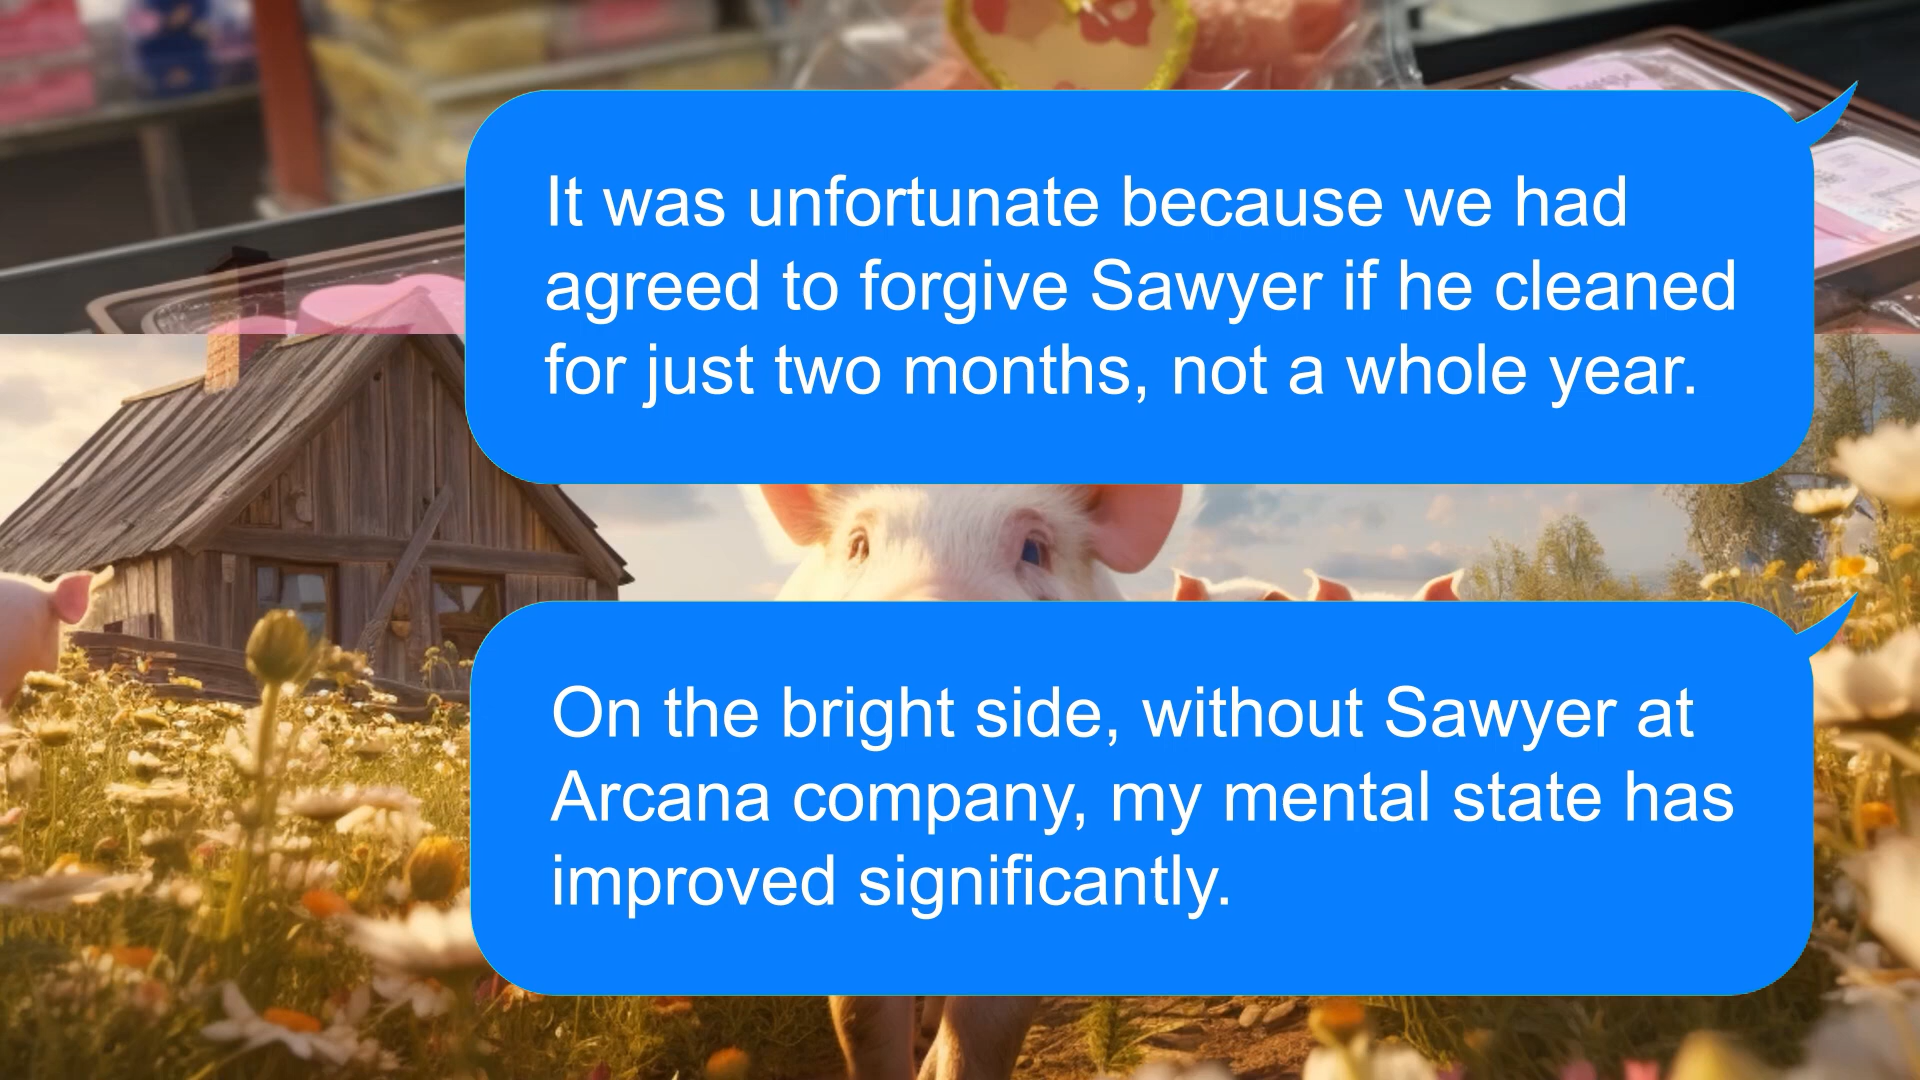 It was unfortunate because we had
agreed to forgive Sawyer if he cleaned
for just two months, not a whole year.
On the bright side, without Sawyer at
Arcana company, my mental state has
improved significantly.